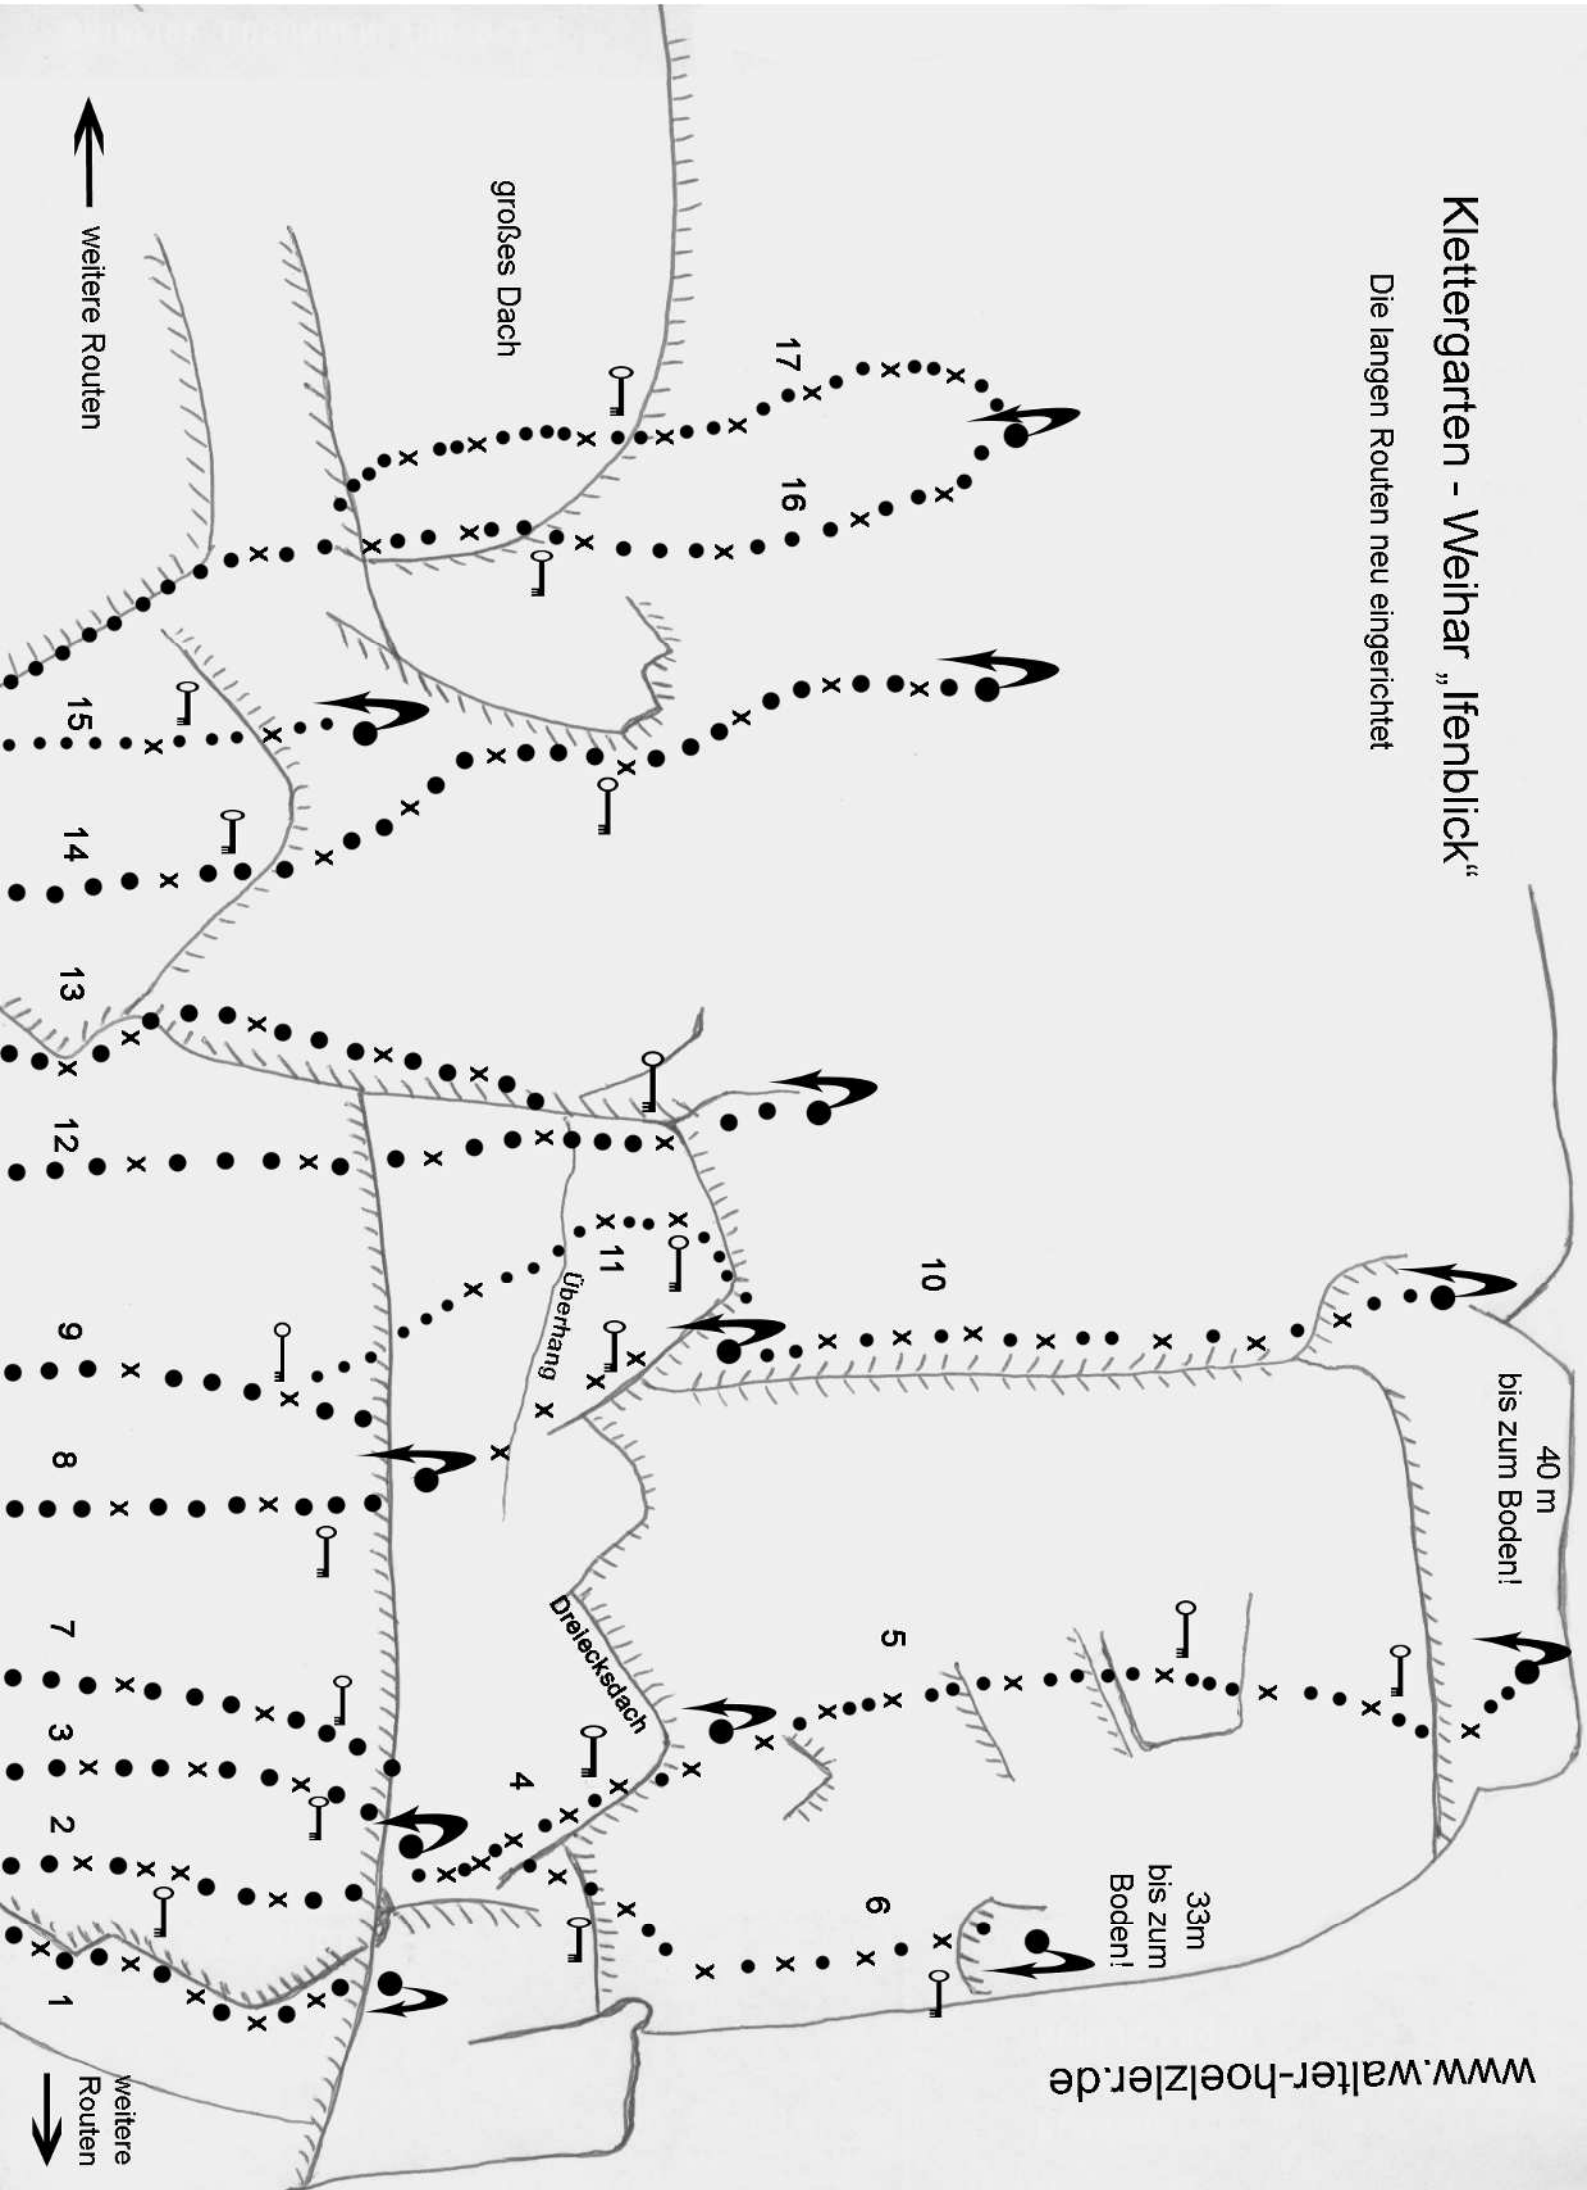 Klettergarten - Weihar „Ifenblick“
Die langen Routen neu eingerichtet
40 m
bis zum Boden!
33m
bis zum
Boden!
www.walter-hoelzler.de
großes Dach
17
16
10
5
6
11
Überhang
Dreiecksdach
4
weitere Routen
15
14
13
12
9
8
7
3
2
1
weitere
Routen